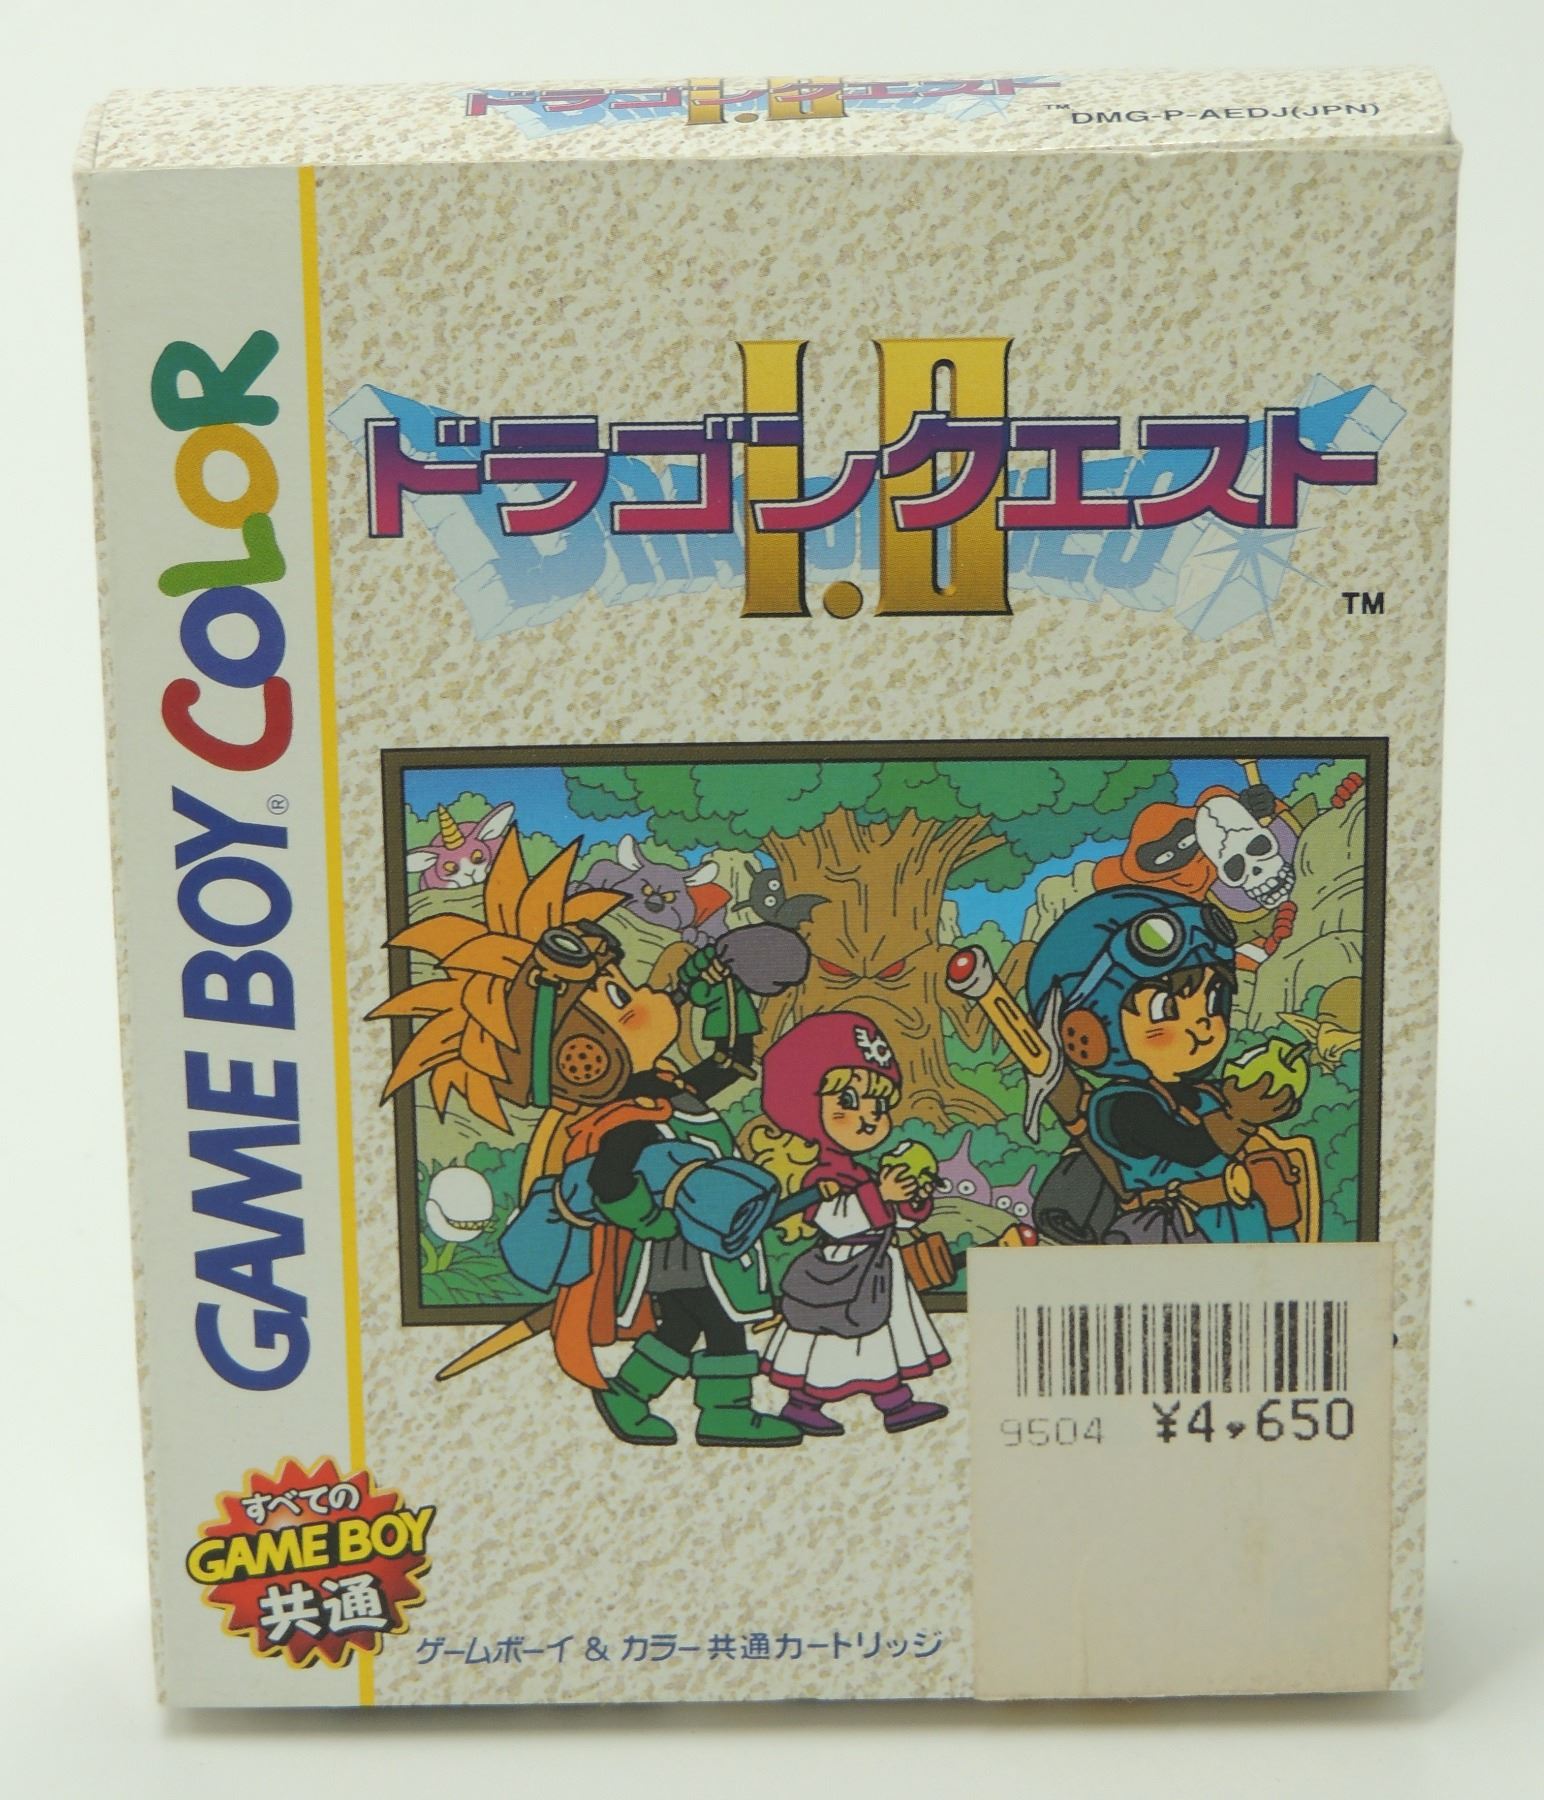 ドラゴンクエスト
I・II
™DMG-P-AEDJ(JPN)
GAME BOY® COLOR
ドラゴンクエスト
I・II
TM
9504 ¥4,650
すべての
GAME BOY
共通
ゲームボーイ & カラー共通カートリッジ